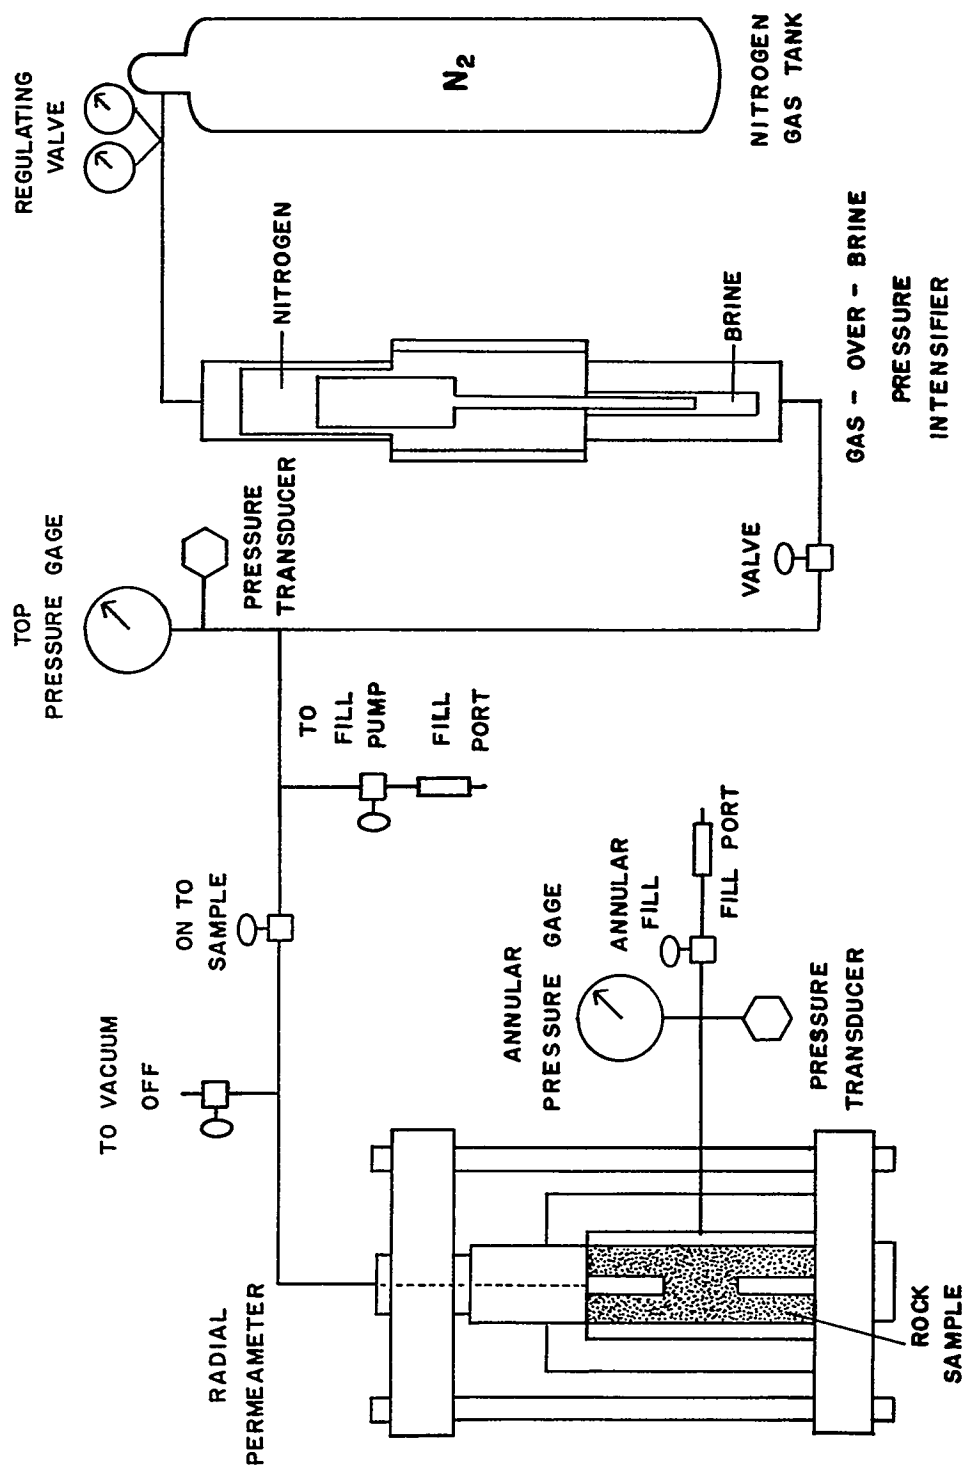 RADIAL
PERMEAMETER
TO VACUUM
OFF
ON TO
SAMPLE
TO
FILL
PUMP
FILL
PORT
TOP
PRESSURE GAGE
PRESSURE
TRANSDUCER
REGULATING
VALVE
NITROGEN
N2
NITROGEN
GAS TANK
BRINE
GAS - OVER - BRINE
PRESSURE
INTENSIFIER
VALVE
ANNULAR
PRESSURE GAGE
ANNULAR
FILL
FILL PORT
PRESSURE
TRANSDUCER
ROCK
SAMPLE